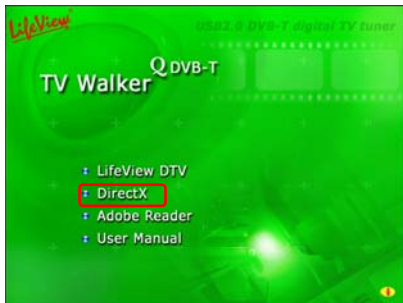 LifeView
USB2.0 DVB-T digital TV tuner
TV Walker Q DVB-T
LifeView DTV
DirectX
Adobe Reader
User Manual